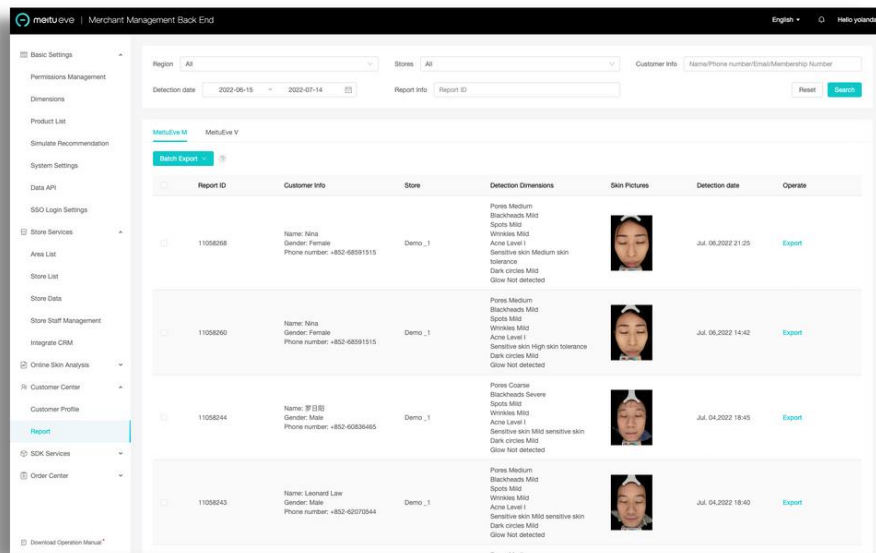 meitu eve | Merchant Management Back End
English
Hello yolanda
Basic Settings
Permissions Management
Dimensions
Product List
Simulate Recommendation
System Settings
Data API
SSO Login Settings
Store Services
Area List
Store List
Store Data
Store Staff Management
Integrate CRM
Online Skin Analysis
Customer Center
Customer Profile
Report
SDK Services
Order Center
Download Operation Manual*
Region All
Stores All
Customer Info Name/Phone number/Email/Membership Number
Detection date 2022-06-15 ~ 2022-07-14
Report Info Report ID
Reset Search
MeituEve M MeituEve V
Batch Export ?
Report ID Customer Info Store Detection Dimensions Skin Pictures Detection date Operate
11058268
Name: Nina
Gender: Female
Phone number: +852-68591515
Demo _1
Pores Medium
Blackheads Mild
Spots Mild
Wrinkles Mild
Acne Level I
Sensitive skin Medium skin
tolerance
Dark circles Mild
Glow Not detected
Jul. 06,2022 21:25
Export
11058260
Name: Nina
Gender: Female
Phone number: +852-68591515
Demo _1
Pores Medium
Blackheads Mild
Spots Mild
Wrinkles Mild
Acne Level I
Sensitive skin High skin tolerance
Dark circles Mild
Glow Not detected
Jul. 06,2022 14:42
Export
11058244
Name: 罗日阳
Gender: Male
Phone number: +852-60836465
Demo _1
Pores Coarse
Blackheads Severe
Spots Mild
Wrinkles Mild
Acne Level I
Sensitive skin Mild sensitive skin
Dark circles Mild
Glow Not detected
Jul. 04,2022 18:45
Export
11058243
Name: Leonard Law
Gender: Male
Phone number: +852-62070544
Demo _1
Pores Medium
Blackheads Mild
Spots Mild
Wrinkles Mild
Acne Level I
Sensitive skin Mild sensitive skin
Dark circles Mild
Glow Not detected
Jul. 04,2022 18:40
Export